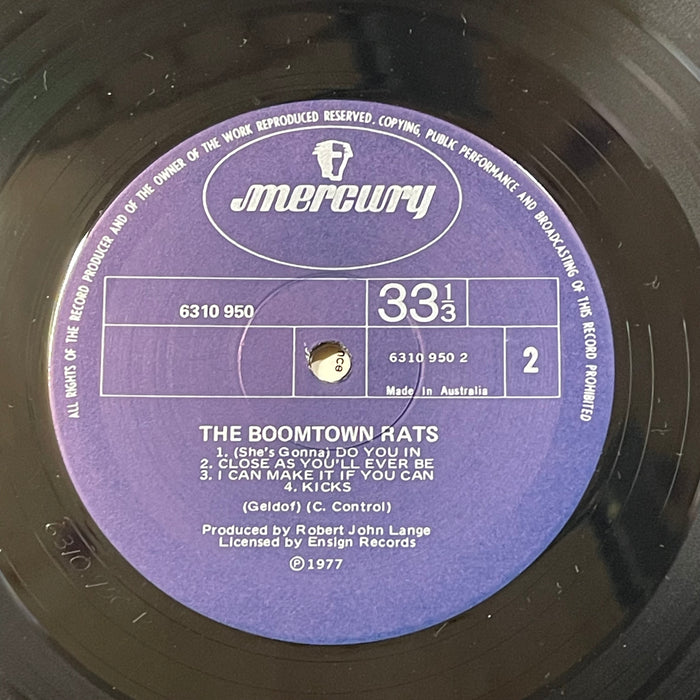 ALL RIGHTS OF THE RECORD PRODUCER AND OF THE OWNER OF THE WORK REPRODUCED RESERVED. COPYING, PUBLIC PERFORMANCE AND BROADCASTING OF THIS RECORD PROHIBITED
mercury
6310 950
33 1/3
6310 950 2
2
Made In Australia
THE BOOMTOWN RATS
1. (She's Gonna) DO YOU IN
2. CLOSE AS YOU'LL EVER BE
3. I CAN MAKE IT IF YOU CAN
4. KICKS
(Geldof) (C. Control)
Produced by Robert John Lange
Licensed by Ensign Records
Ⓟ 1977